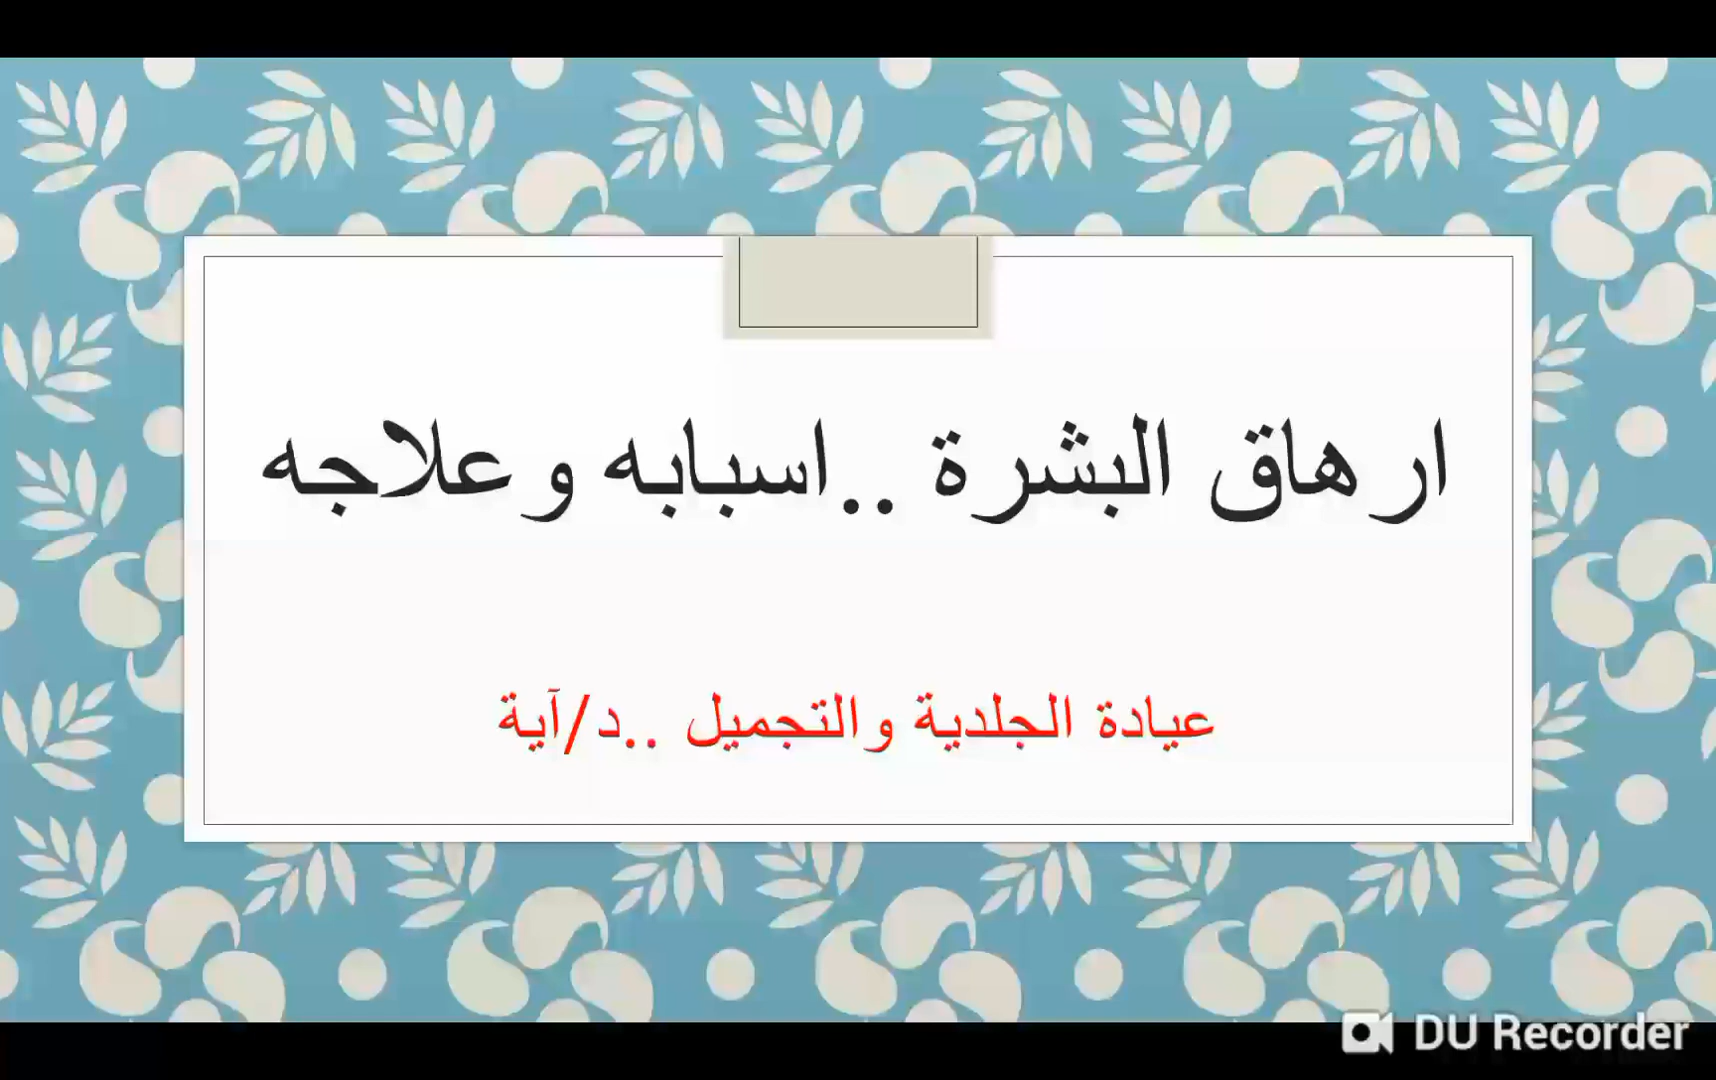 ارهاق البشرة ..اسبابه وعلاجه
عيادة الجلدية والتجميل ..د/آية
DU Recorder